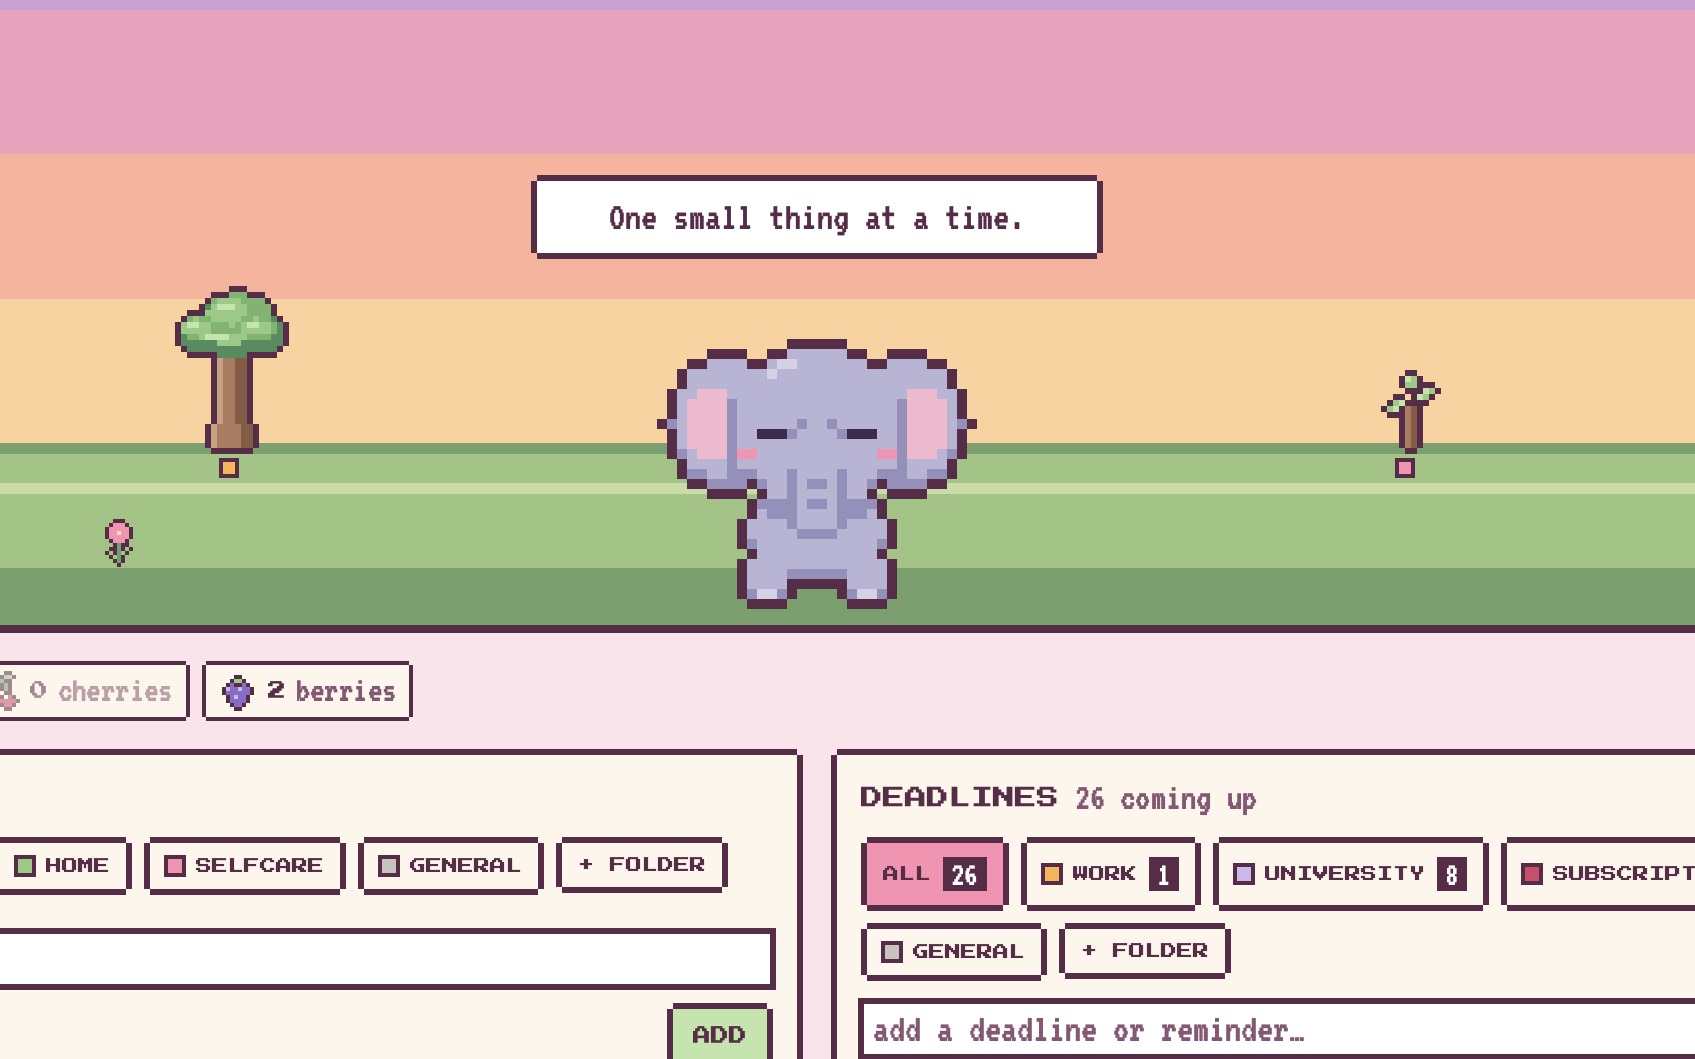 One small thing at a time.
0 cherries
2 berries
HOME
SELFCARE
GENERAL
+ FOLDER
ADD
DEADLINES 26 coming up
ALL 26
WORK 1
UNIVERSITY 8
SUBSCRIPT
GENERAL
+ FOLDER
add a deadline or reminder…